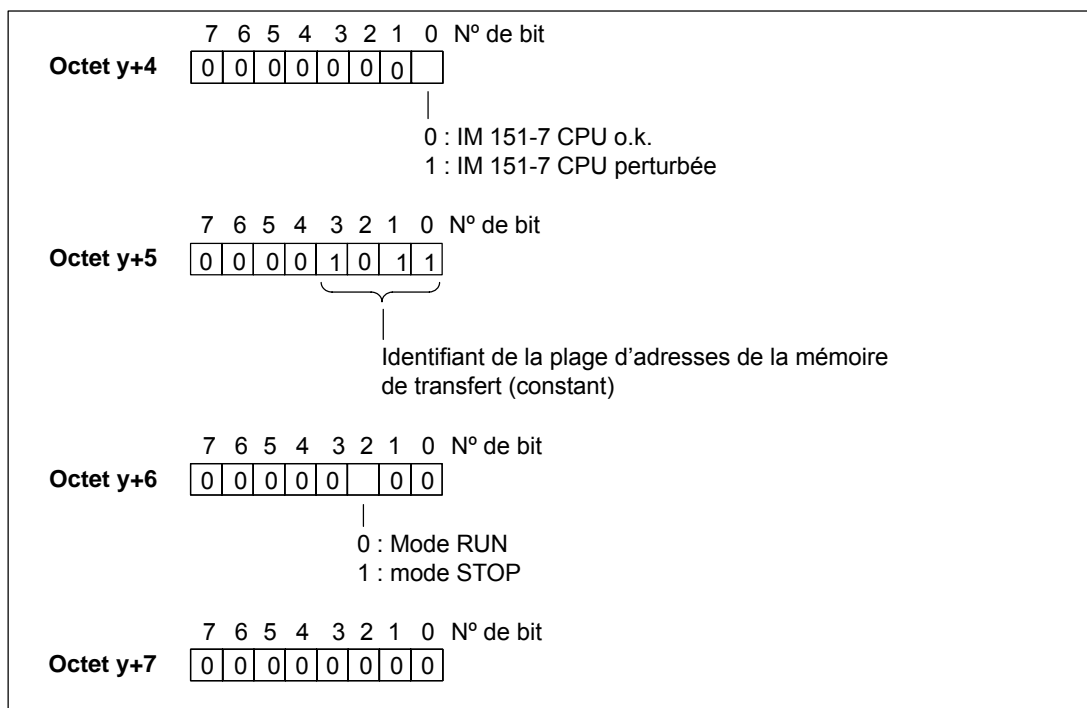 7 6 5 4 3 2 1 0 Nº de bit
Octet y+4 0 0 0 0 0 0 0
0 : IM 151-7 CPU o.k.
1 : IM 151-7 CPU perturbée
7 6 5 4 3 2 1 0 Nº de bit
Octet y+5 0 0 0 0 1 0 1 1
Identifiant de la plage d’adresses de la mémoire
de transfert (constant)
7 6 5 4 3 2 1 0 Nº de bit
Octet y+6 0 0 0 0 0 0 0
0 : Mode RUN
1 : mode STOP
7 6 5 4 3 2 1 0 Nº de bit
Octet y+7 0 0 0 0 0 0 0 0